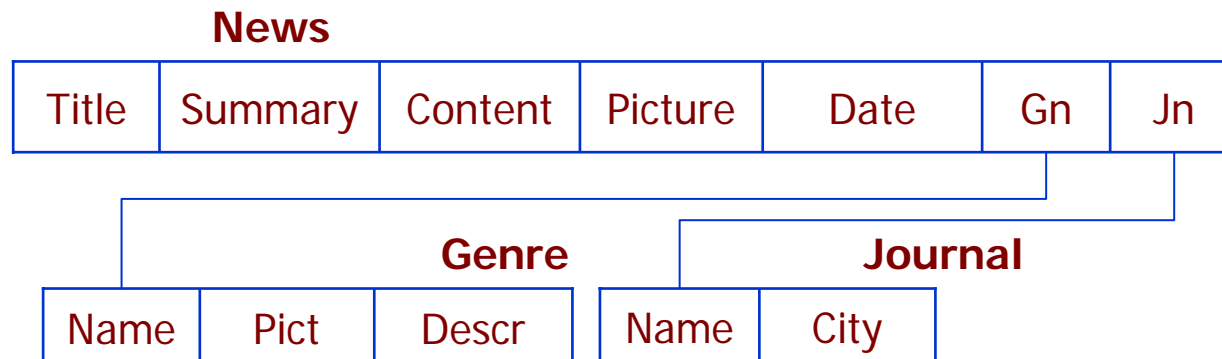 News
Title Summary Content Picture Date Gn Jn
Genre Journal
Name Pict Descr Name City